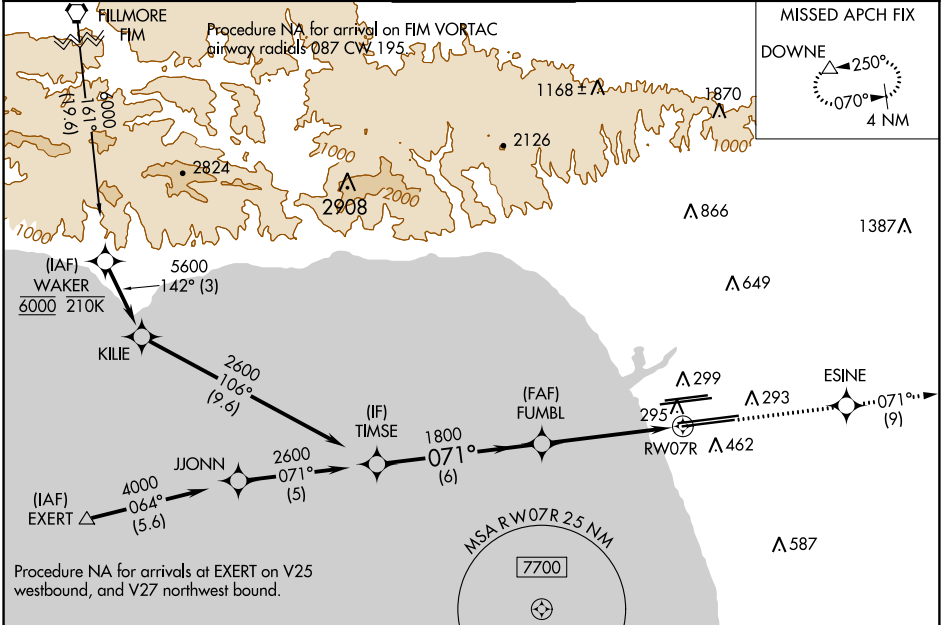 FILLMORE
FIM
Procedure NA for arrival on FIM VORTAC
airway radials 087 CW 195.
MISSED APCH FIX
DOWNE
250°
070°
4 NM
6000
161°
(19.6)
1168 ±
1870
1000
2126
1000
2824
2000
2908
866
1387
1000
(IAF)
WAKER
6000 210K
5600
142° (3)
649
KILIE
2600
106°
(9.6)
299
ESINE
(FAF)
FUMBL
293
295
071°
(9)
(IF)
TIMSE
1800
071°
(6)
RW07R
462
JJONN
2600
071°
(5)
4000
064°
(5.6)
(IAF)
EXERT
587
MSA RW07R 25 NM
7700
Procedure NA for arrivals at EXERT on V25
westbound, and V27 northwest bound.